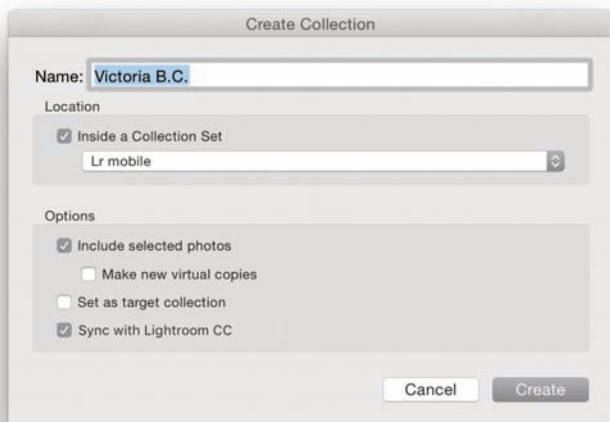 Create Collection
Name: Victoria B.C.
Location
Inside a Collection Set
Lr mobile
Options
Include selected photos
Make new virtual copies
Set as target collection
Sync with Lightroom CC
Cancel Create